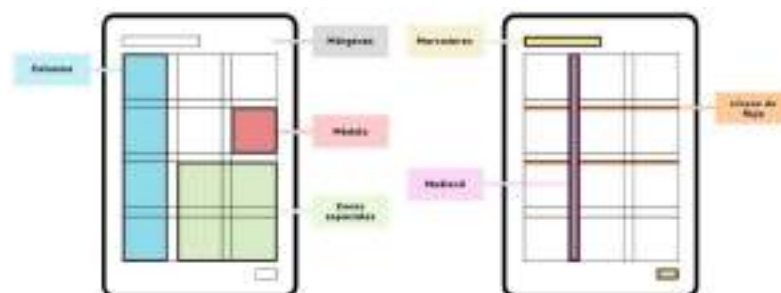 Columna
Márgenes
Módulo
Zonas
espaciales
Marcadores
Líneas de
flujo
Medianil